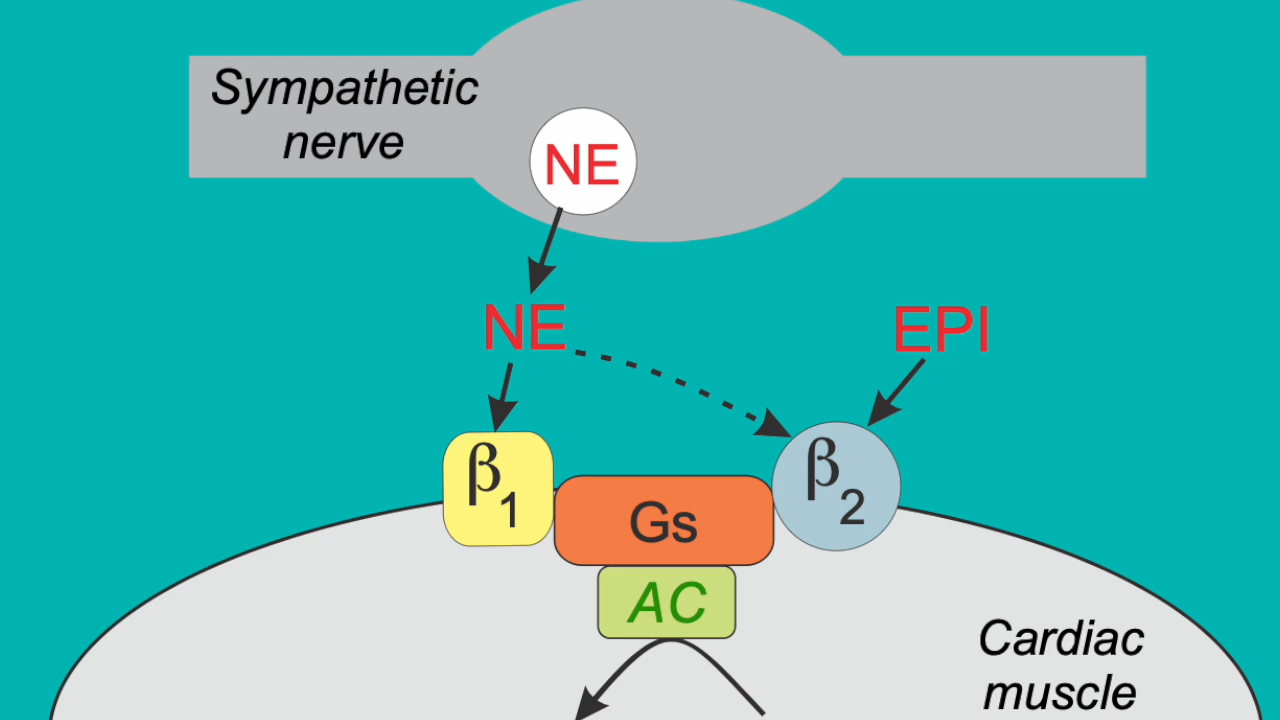 Sympathetic
nerve
NE
NE
EPI
β1
β2
Gs
AC
Cardiac
muscle